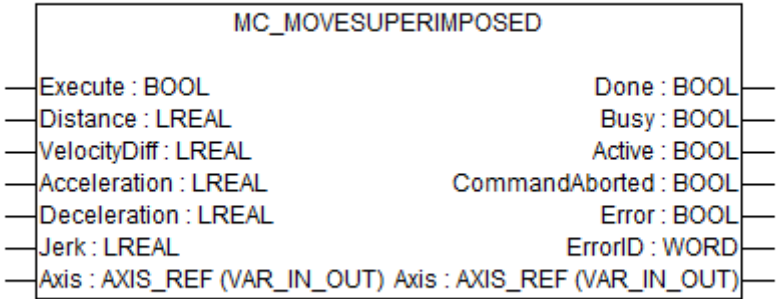 MC_MOVESUPERIMPOSED
Execute : BOOL Done : BOOL
Distance : LREAL Busy : BOOL
VelocityDiff : LREAL Active : BOOL
Acceleration : LREAL CommandAborted : BOOL
Deceleration : LREAL Error : BOOL
Jerk : LREAL ErrorID : WORD
Axis : AXIS_REF (VAR_IN_OUT) Axis : AXIS_REF (VAR_IN_OUT)